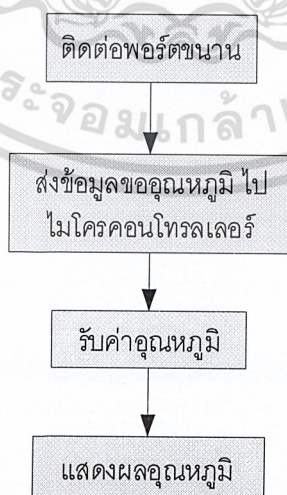 ติดต่อพอร์ตขนาน
ส่งข้อมูลขออุณหภูมิ ไป
ไมโครคอนโทรลเลอร์
รับค่าอุณหภูมิ
แสดงผลอุณหภูมิ